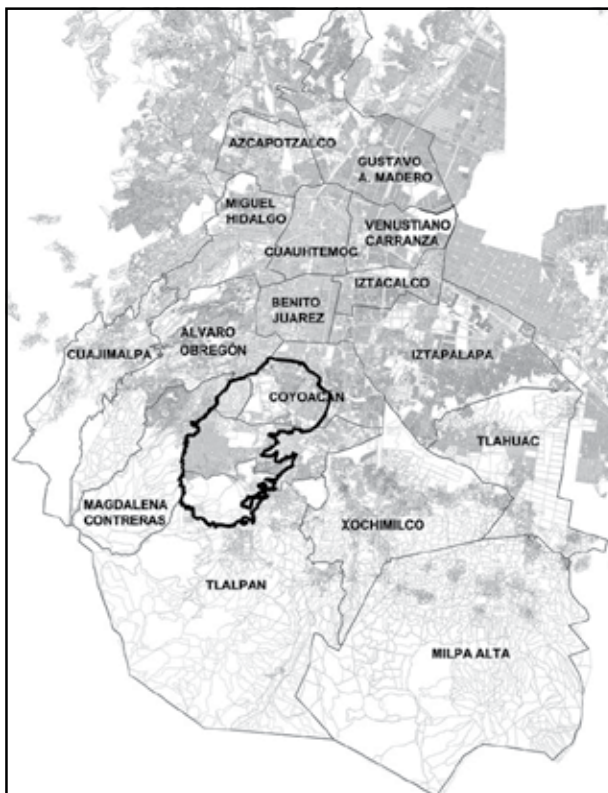 AZCAPOTZALCO
GUSTAVO
A. MADERO
MIGUEL
HIDALGO
VENUSTIANO
CARRANZA
CUAUHTEMOC
IZTACALCO
BENITO
JUAREZ
ALVARO
OBREGÓN
CUAJIMALPA
IZTAPALAPA
COYOACAN
TLAHUAC
MAGDALENA
CONTRERAS
XOCHIMILCO
TLALPAN
MILPA ALTA